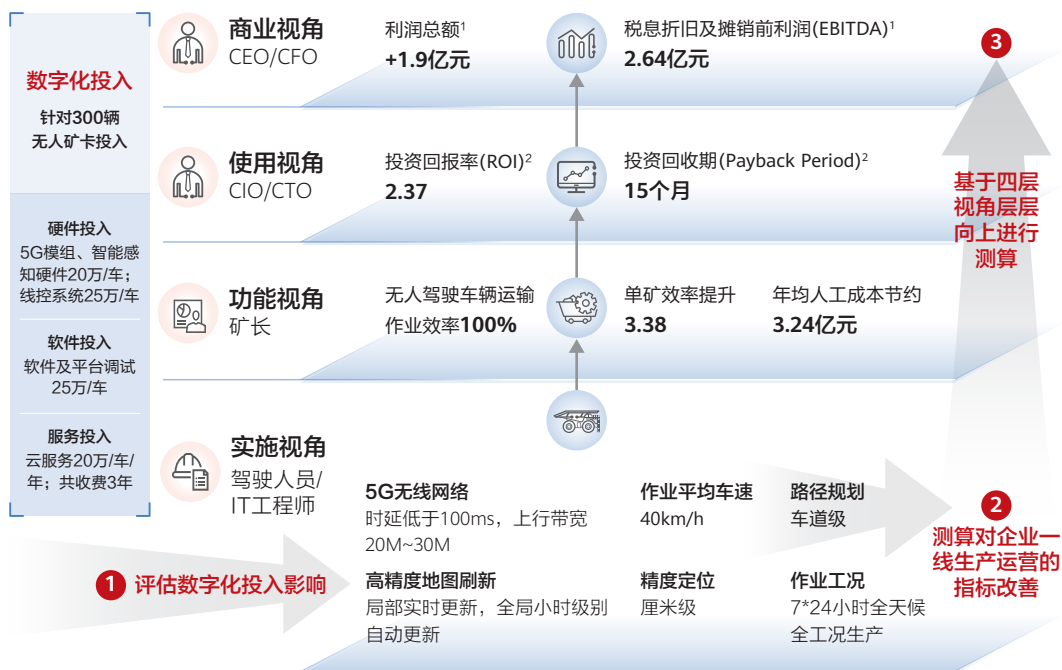 数字化投入
针对300辆
无人矿卡投入
硬件投入
5G模组、智能感
知硬件20万/车；
线控系统25万/车
软件投入
软件及平台调试
25万/车
服务投入
云服务20万/车/
年；共收费3年
商业视角
CEO/CFO
利润总额1
+1.9亿元
税息折旧及摊销前利润(EBITDA)1
2.64亿元
使用视角
CIO/CTO
投资回报率(ROI)2
2.37
投资回收期(Payback Period)2
15个月
功能视角
矿长
无人驾驶车辆运输
作业效率100%
单矿效率提升
3.38
年均人工成本节约
3.24亿元
实施视角
驾驶人员/
IT工程师
5G无线网络
时延低于100ms，上行带宽
20M~30M
作业平均车速
40km/h
路径规划
车道级
高精度地图刷新
局部实时更新，全局小时级别
自动更新
精度定位
厘米级
作业工况
7*24小时全天候
全工况生产
1 评估数字化投入影响
2
测算对企业一
线生产运营的
指标改善
3
基于四层
视角层层
向上进行
测算